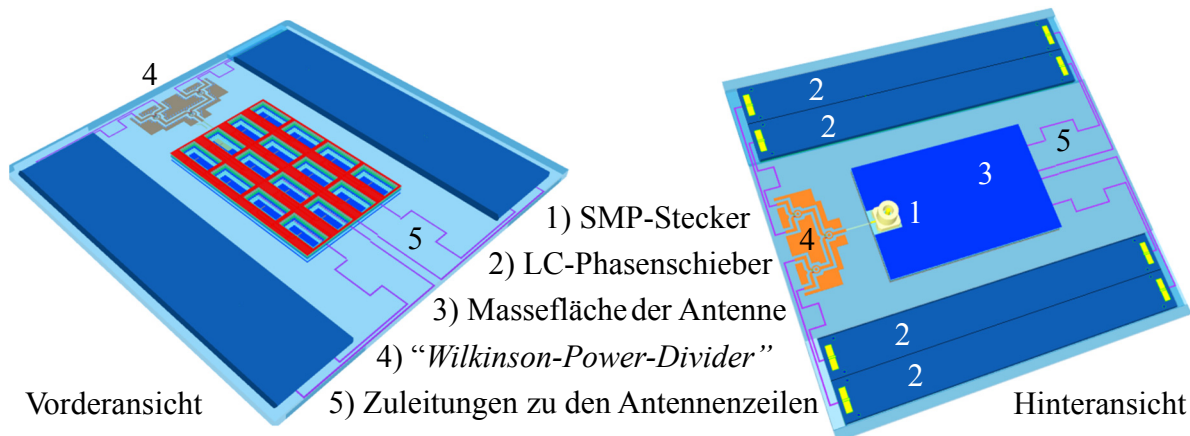 4
5
Vorderansicht
1) SMP-Stecker
2) LC-Phasenschieber
3) Massefläche der Antenne
4) “Wilkinson-Power-Divider”
5) Zuleitungen zu den Antennenzeilen
2
2
5
3
1
4
2
2
Hinteransicht